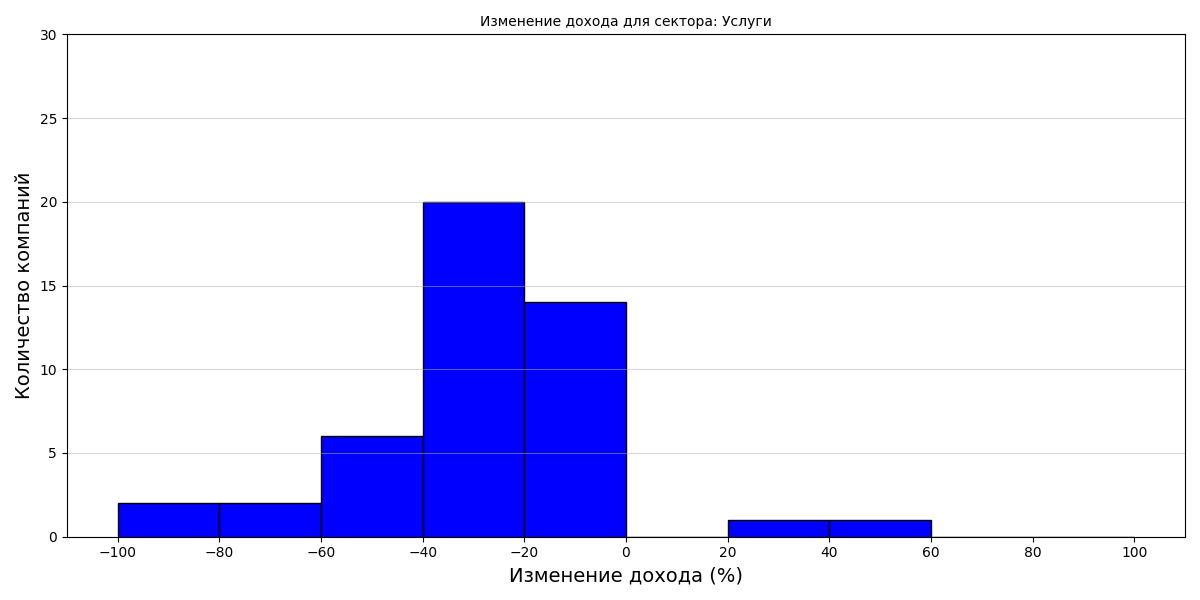 Изменение дохода для сектора: Услуги
30
25
20
15
10
5
0
Количество компаний
−100 −80 −60 −40 −20 0 20 40 60 80 100
Изменение дохода (%)